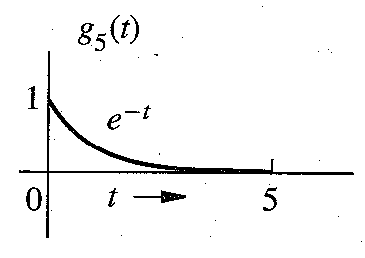 g₅(t)
1
e⁻ᵗ
0 t → 5